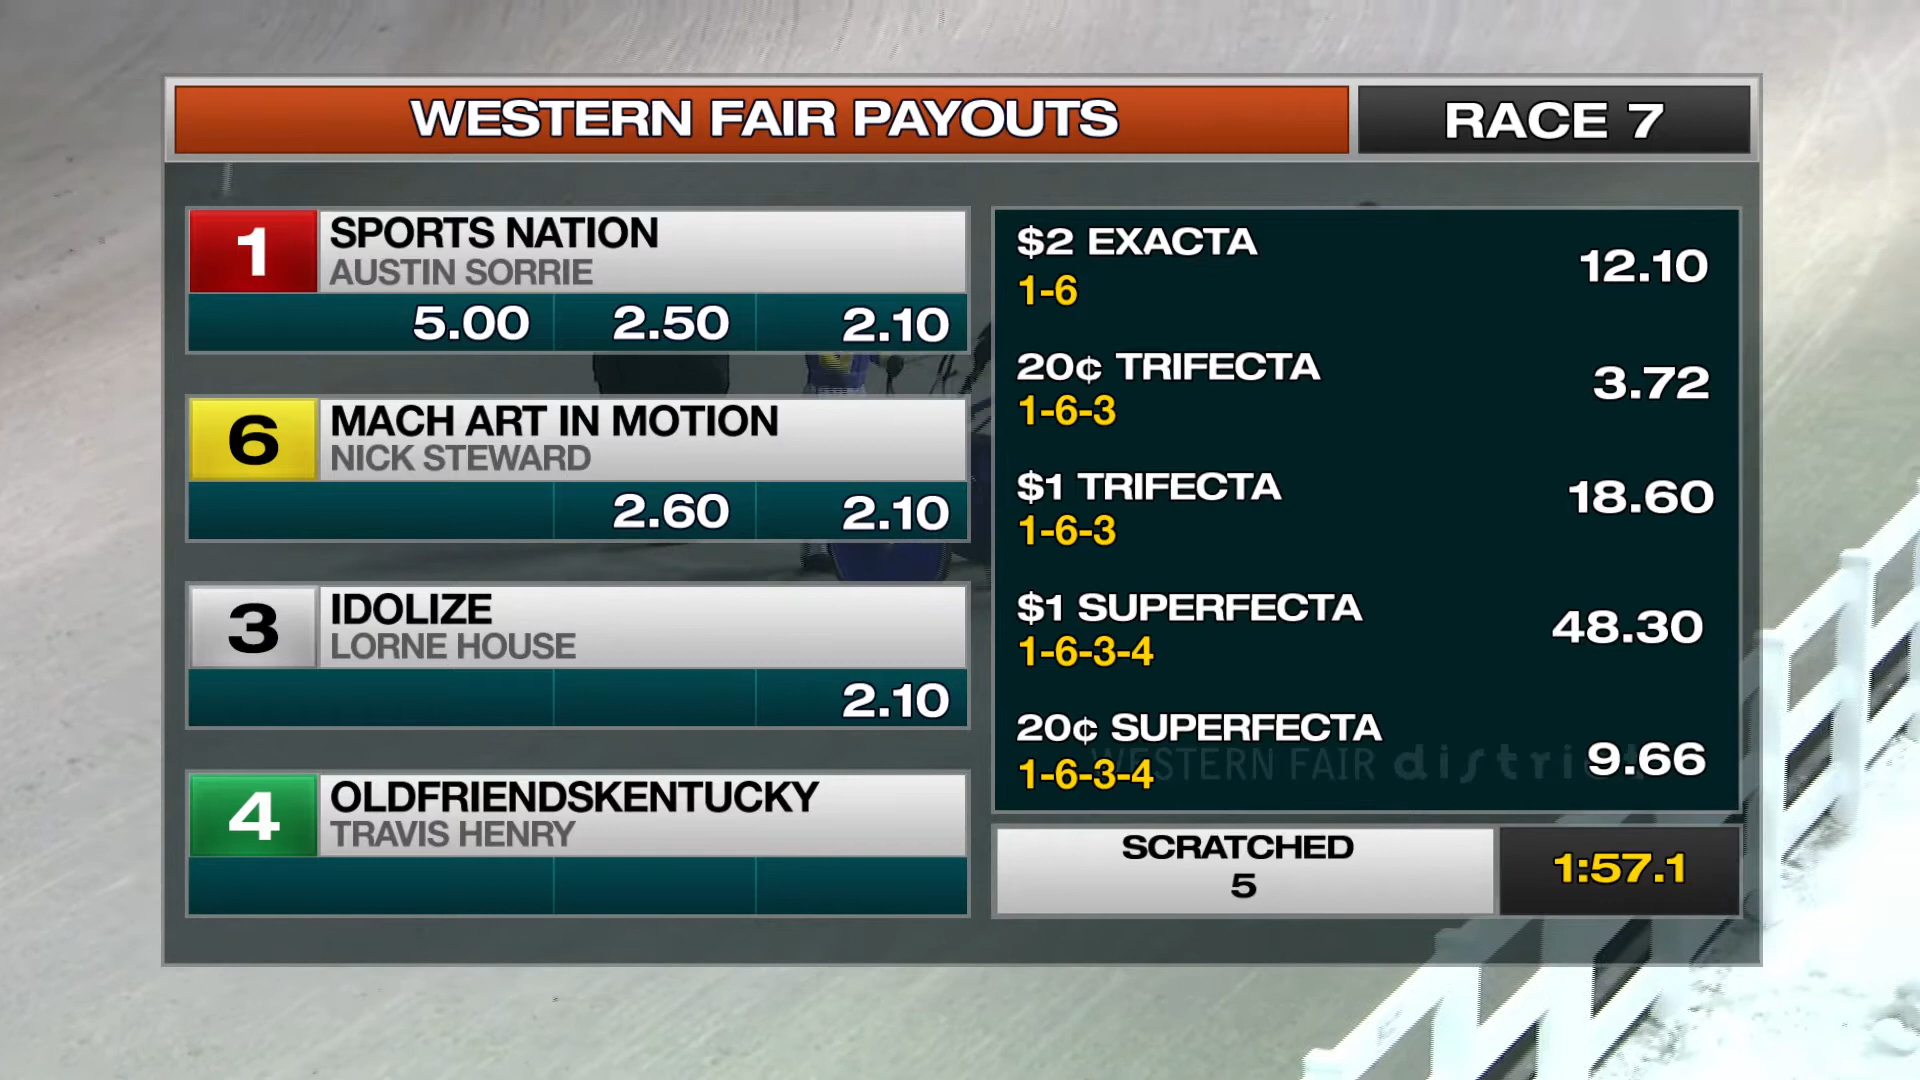 WESTERN FAIR PAYOUTS
RACE 7
1
SPORTS NATION
AUSTIN SORRIE
5.00 2.50 2.10
6
MACH ART IN MOTION
NICK STEWARD
2.60 2.10
3
IDOLIZE
LORNE HOUSE
2.10
4
OLDFRIENDSKENTUCKY
TRAVIS HENRY
$2 EXACTA
1-6
12.10
20¢ TRIFECTA
1-6-3
3.72
$1 TRIFECTA
1-6-3
18.60
$1 SUPERFECTA
1-6-3-4
48.30
20¢ SUPERFECTA
1-6-3-4
9.66
WESTERN FAIR district
SCRATCHED
5
1:57.1